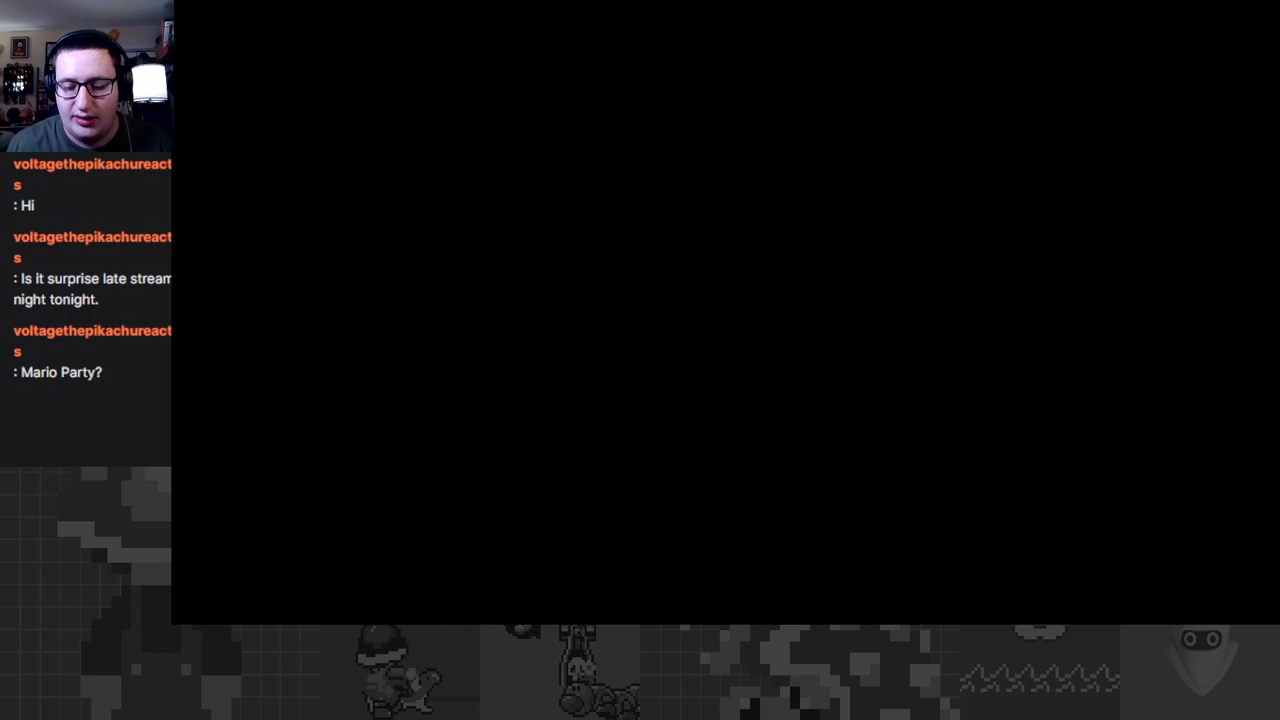 voltagethepikachureact
s
: Hi
voltagethepikachureact
s
: Is it surprise late stream
night tonight.
voltagethepikachureact
s
: Mario Party?